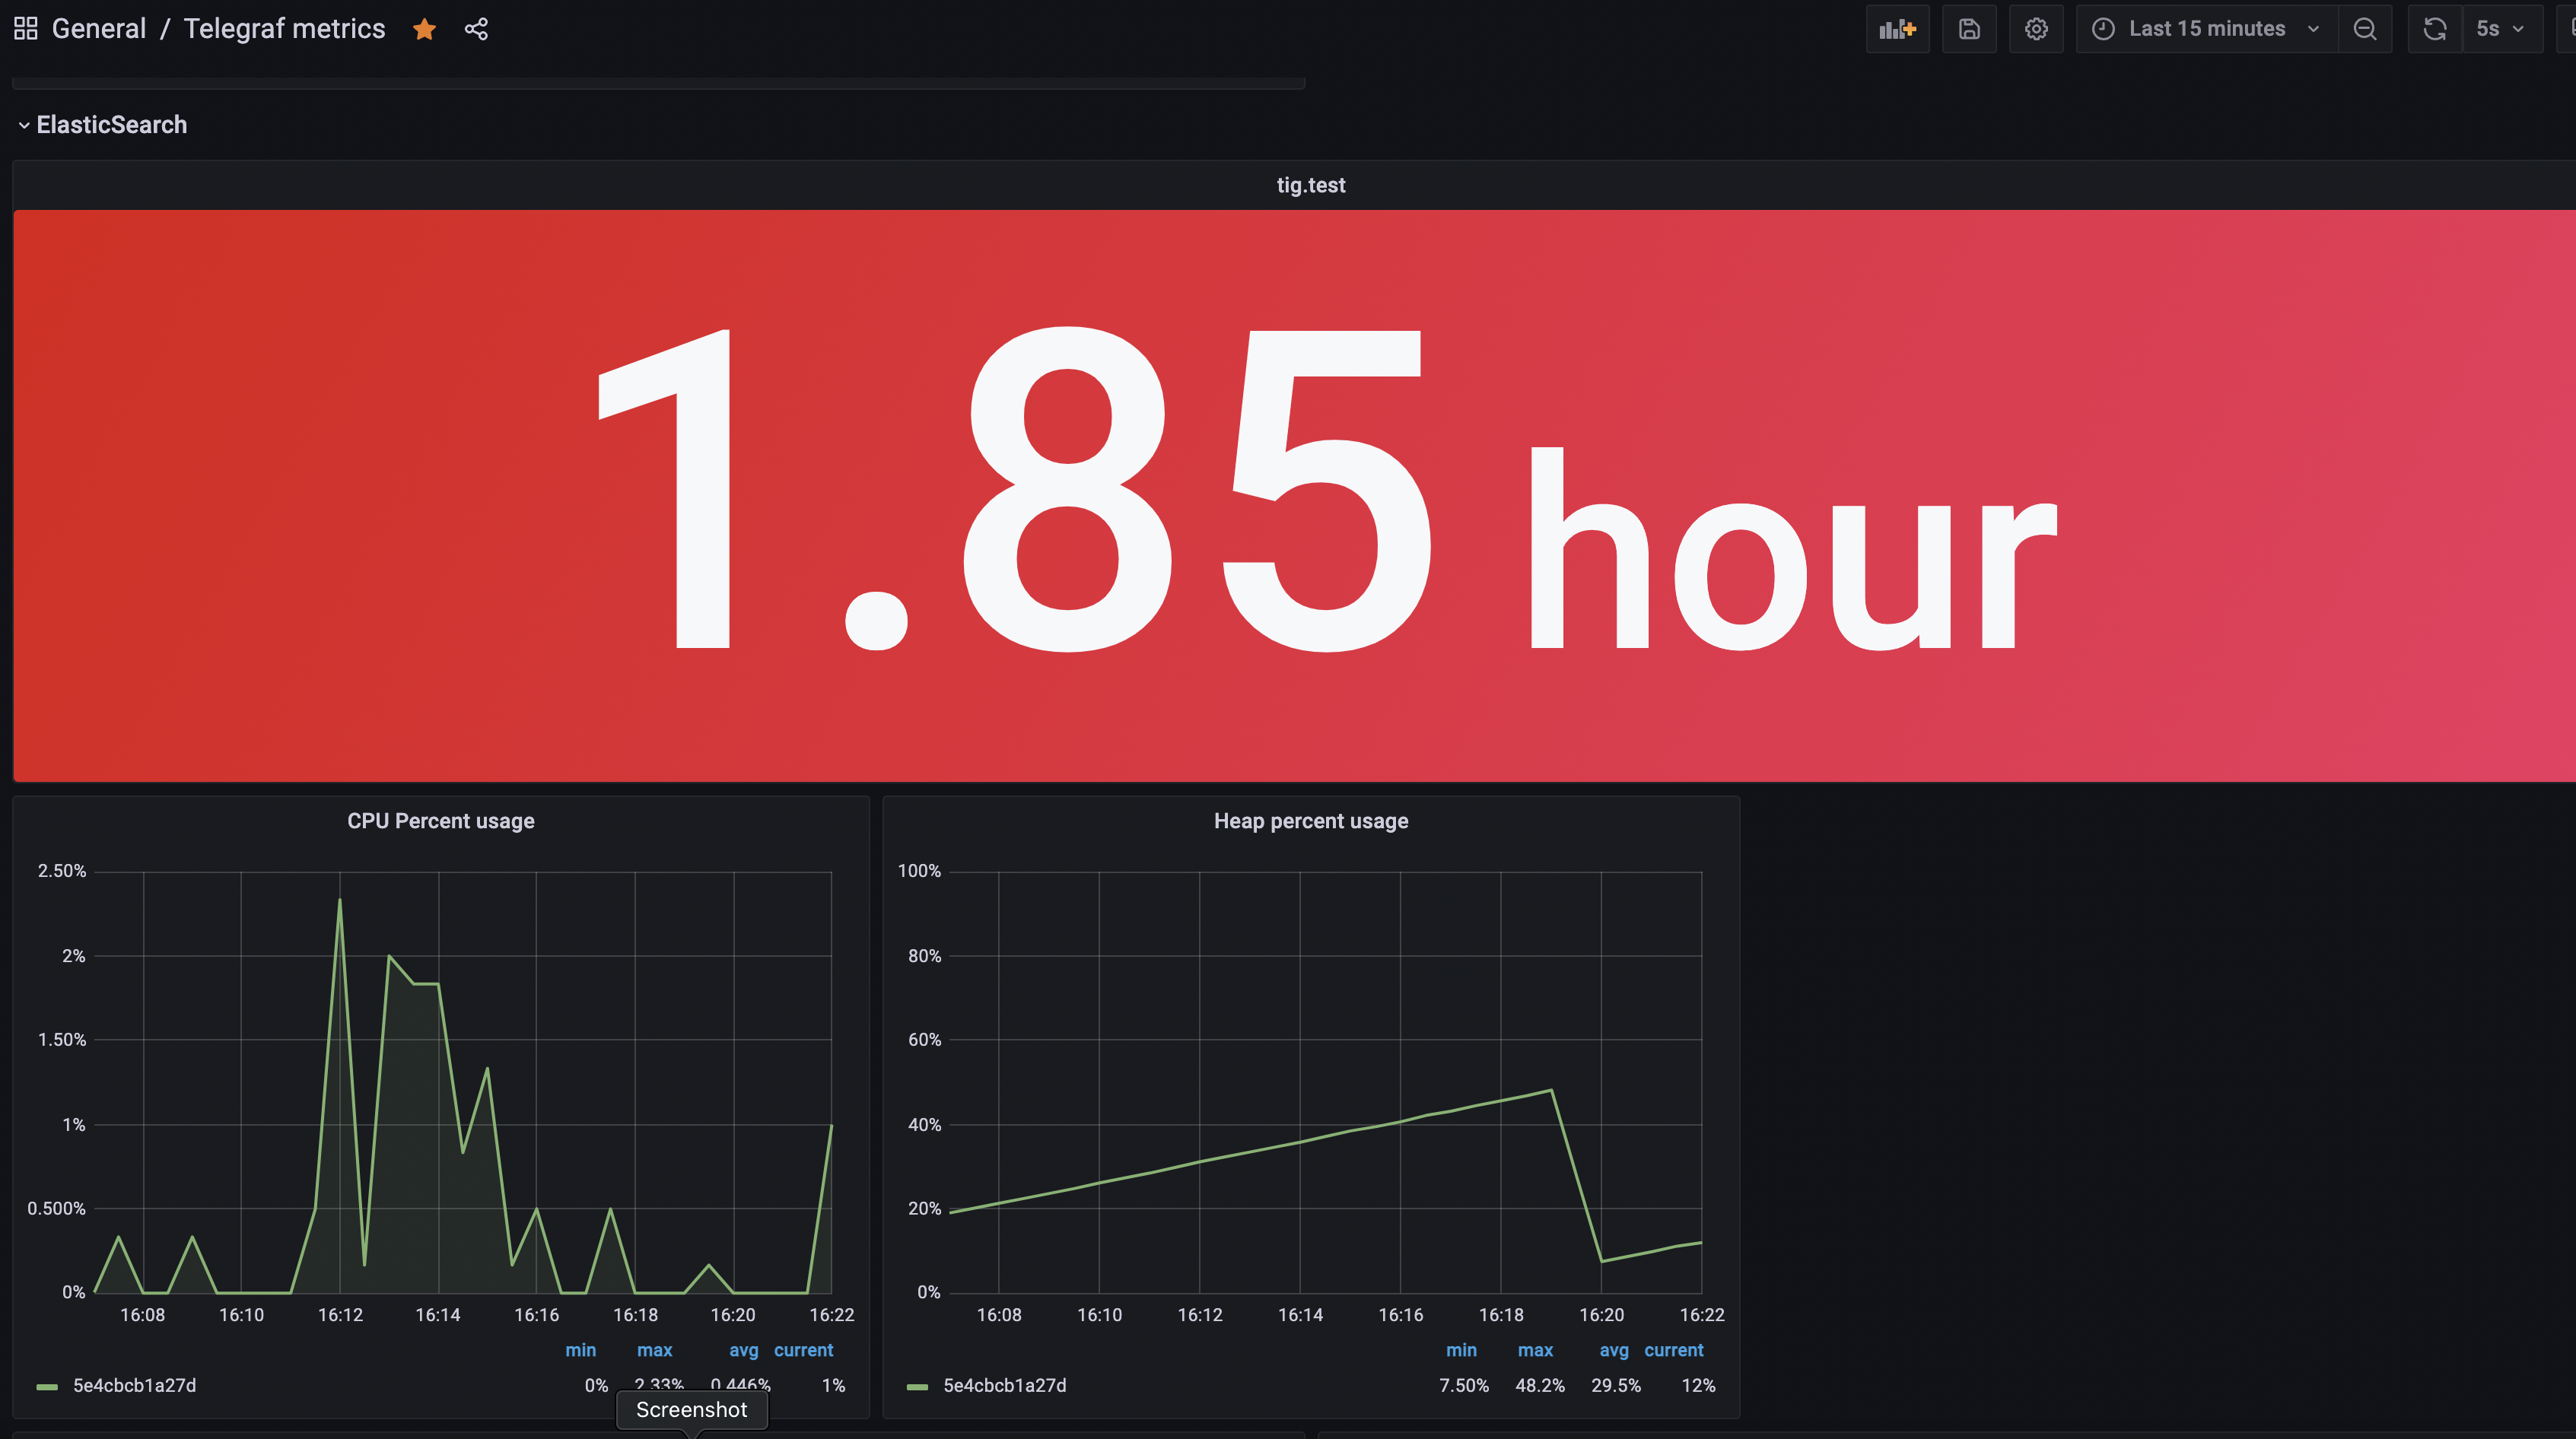 General / Telegraf metrics
Last 15 minutes
5s
ElasticSearch
tig.test
1.85 hour
CPU Percent usage
2.50%
2%
1.50%
1%
0.500%
0%
16:08 16:10 16:12 16:14 16:16 16:18 16:20 16:22
min max avg current
5e4cbcb1a27d 0% 2.33% 0.446% 1%
Heap percent usage
100%
80%
60%
40%
20%
0%
16:08 16:10 16:12 16:14 16:16 16:18 16:20 16:22
min max avg current
5e4cbcb1a27d 7.50% 48.2% 29.5% 12%
Screenshot